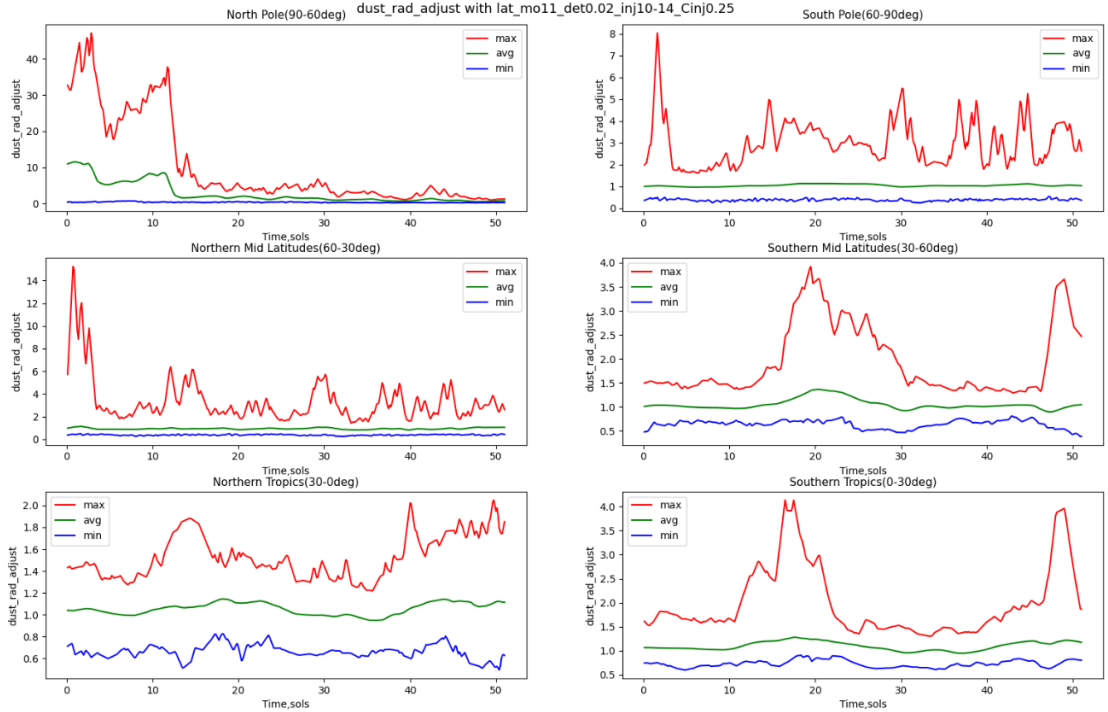 dust_rad_adjust with lat_mo11_det0.02_inj10-14_Cinj0.25
North Pole(90-60deg)
max
avg
min
dust_rad_adjust
40
30
20
10
0
0 10 20 30 40 50
Time,sols
South Pole(60-90deg)
max
avg
min
dust_rad_adjust
8
7
6
5
4
3
2
1
0
0 10 20 30 40 50
Time,sols
Northern Mid Latitudes(60-30deg)
max
avg
min
dust_rad_adjust
14
12
10
8
6
4
2
0
0 10 20 30 40 50
Time,sols
Southern Mid Latitudes(30-60deg)
max
avg
min
dust_rad_adjust
4.0
3.5
3.0
2.5
2.0
1.5
1.0
0.5
0 10 20 30 40 50
Time,sols
Northern Tropics(30-0deg)
max
avg
min
dust_rad_adjust
2.0
1.8
1.6
1.4
1.2
1.0
0.8
0.6
0 10 20 30 40 50
Time,sols
Southern Tropics(0-30deg)
max
avg
min
dust_rad_adjust
4.0
3.5
3.0
2.5
2.0
1.5
1.0
0.5
0 10 20 30 40 50
Time,sols